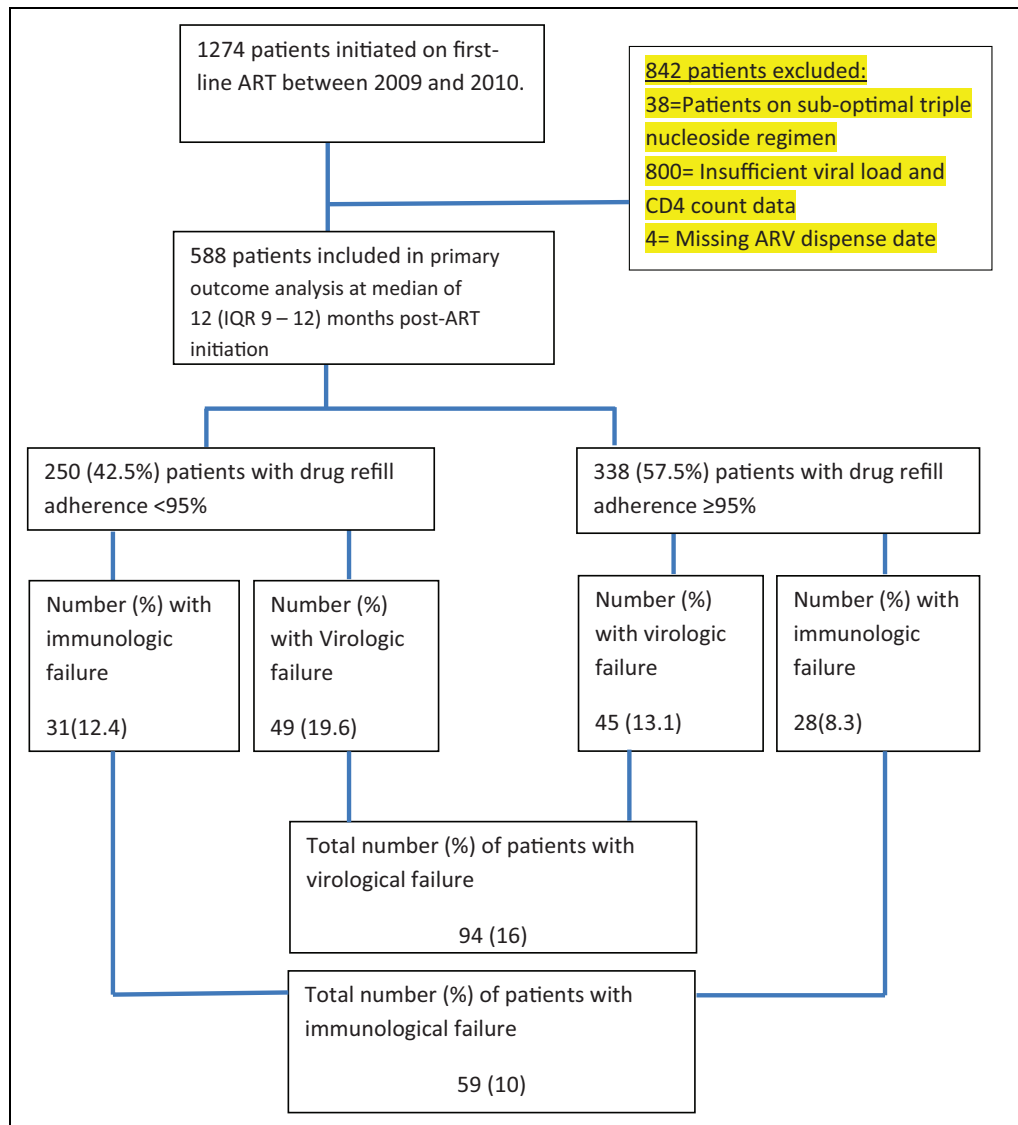 1274 patients initiated on first-
line ART between 2009 and 2010.
842 patients excluded:
38=Patients on sub-optimal triple
nucleoside regimen
800= Insufficient viral load and
CD4 count data
4= Missing ARV dispense date
588 patients included in primary
outcome analysis at median of
12 (IQR 9 – 12) months post-ART
initiation
250 (42.5%) patients with drug refill
adherence <95%
338 (57.5%) patients with drug refill
adherence ≥95%
Number (%) with
immunologic
failure
31(12.4)
Number (%)
with Virologic
failure
49 (19.6)
Number (%)
with virologic
failure
45 (13.1)
Number (%) with
immunologic
failure
28(8.3)
Total number (%) of patients with
virological failure
94 (16)
Total number (%) of patients with
immunological failure
59 (10)